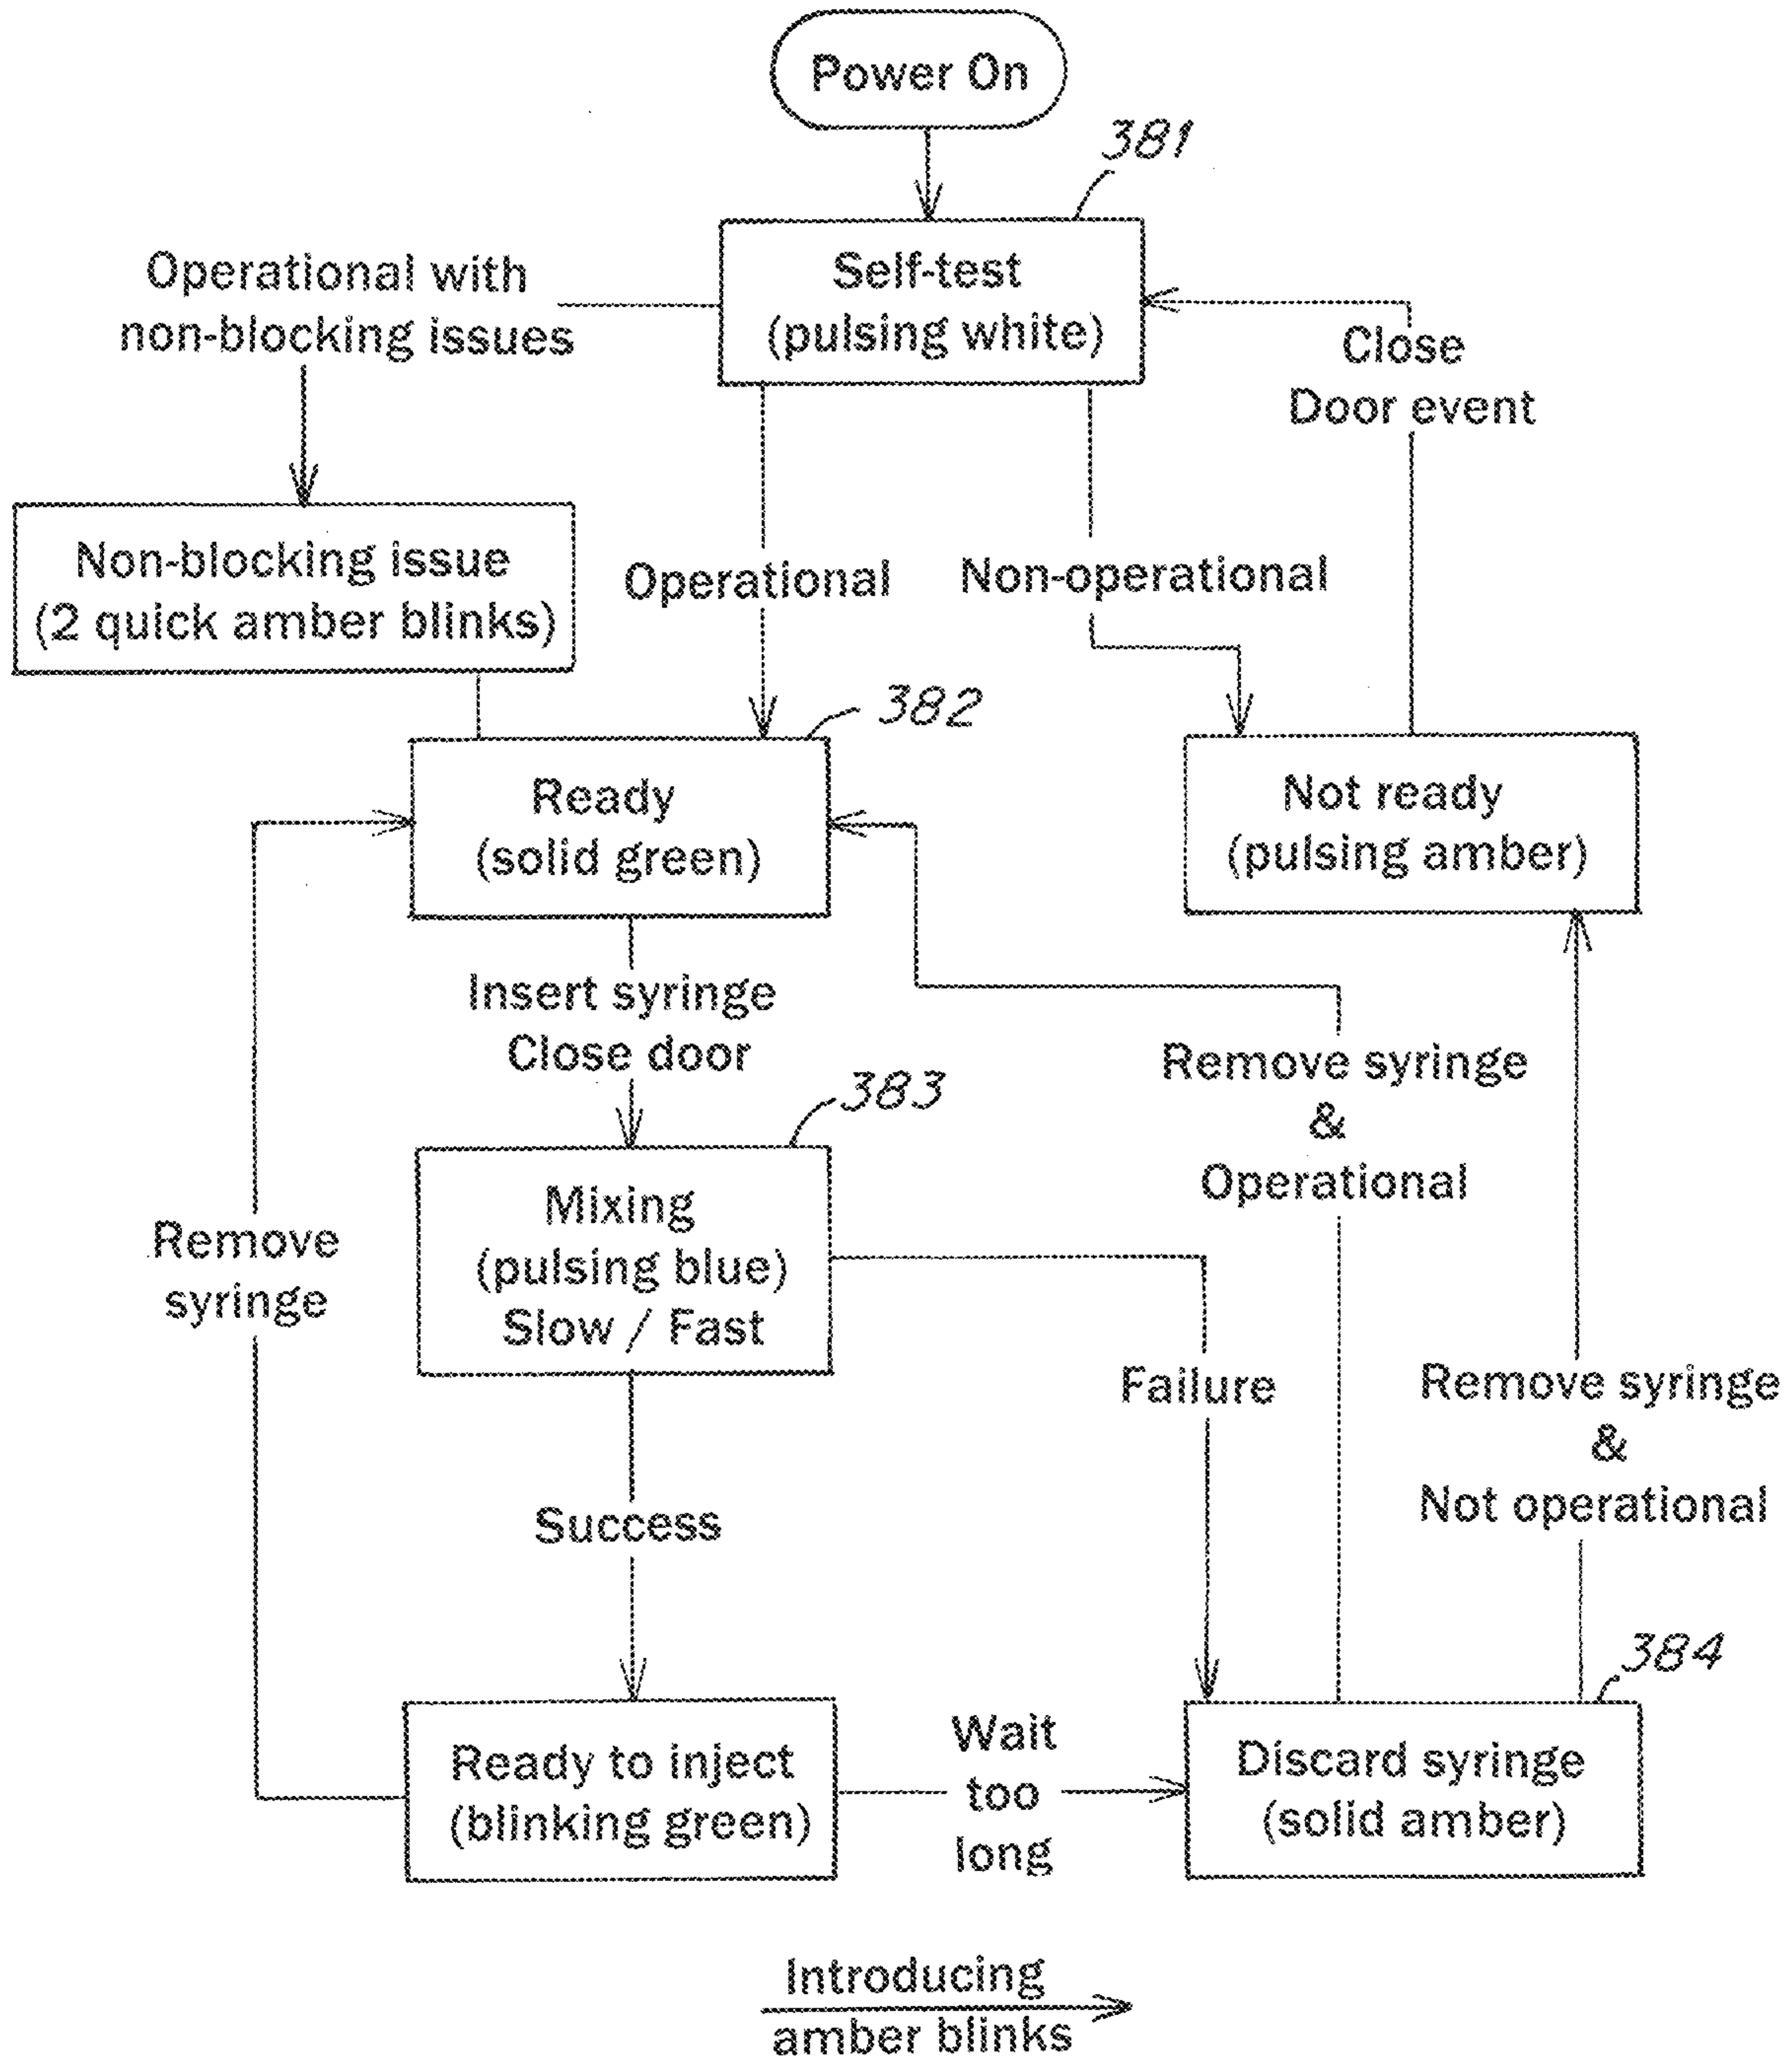 Power On
381
Self-test
(pulsing white)
Operational with
non-blocking issues
Close
Door event
Non-blocking issue
(2 quick amber blinks)
Operational
Non-operational
382
Ready
(solid green)
Not ready
(pulsing amber)
Insert syringe
Close door
Remove syringe
&
Operational
383
Mixing
(pulsing blue)
Slow / Fast
Remove
syringe
Failure
Remove syringe
&
Not operational
Success
384
Ready to inject
(blinking green)
Wait
too
long
Discard syringe
(solid amber)
Introducing
amber blinks